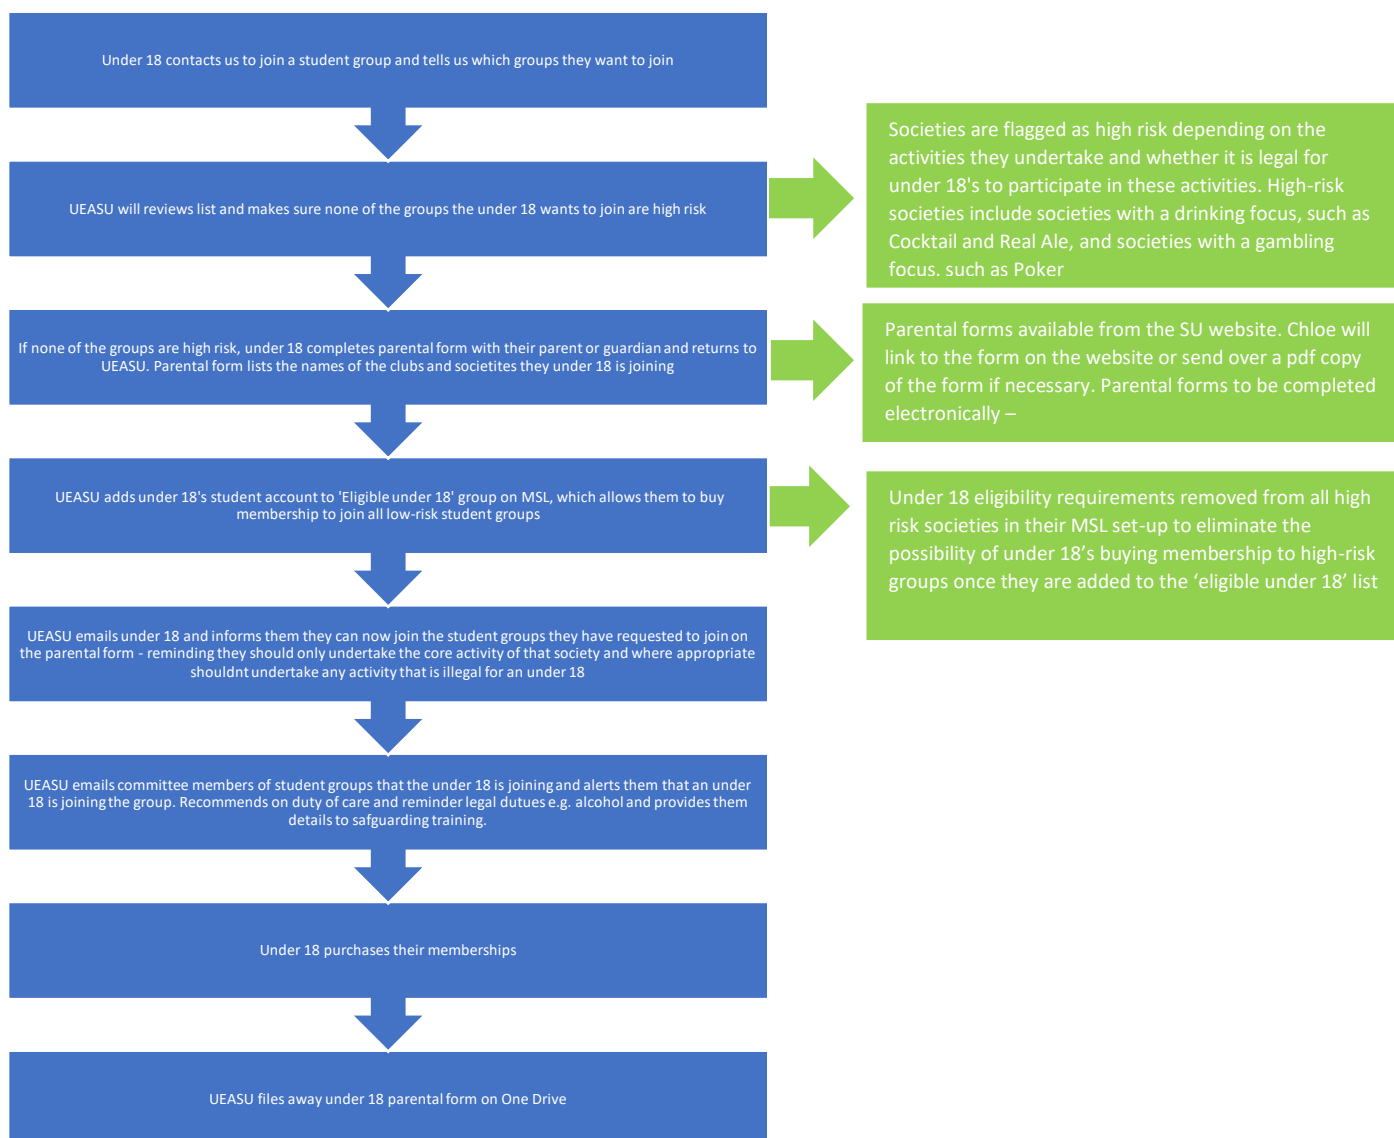 Under 18 contacts us to join a student group and tells us which groups they want to join
UEASU will reviews list and makes sure none of the groups the under 18 wants to join are high risk
Societies are flagged as high risk depending on the
activities they undertake and whether it is legal for
under 18's to participate in these activities. High-risk
societies include societies with a drinking focus, such as
Cocktail and Real Ale, and societies with a gambling
focus. such as Poker
If none of the groups are high risk, under 18 completes parental form with their parent or guardian and returns to
UEASU. Parental form lists the names of the clubs and societites they under 18 is joining
Parental forms available from the SU website. Chloe will
link to the form on the website or send over a pdf copy
of the form if necessary. Parental forms to be completed
electronically –
UEASU adds under 18's student account to 'Eligible under 18' group on MSL, which allows them to buy
membership to join all low-risk student groups
Under 18 eligibility requirements removed from all high
risk societies in their MSL set-up to eliminate the
possibility of under 18’s buying membership to high-risk
groups once they are added to the ‘eligible under 18’ list
UEASU emails under 18 and informs them they can now join the student groups they have requested to join on
the parental form - reminding they should only undertake the core activity of that society and where appropriate
shouldnt undertake any activity that is illegal for an under 18
UEASU emails committee members of student groups that the under 18 is joining and alerts them that an under
18 is joining the group. Recommends on duty of care and reminder legal dutues e.g. alcohol and provides them
details to safguarding training.
Under 18 purchases their memberships
UEASU files away under 18 parental form on One Drive